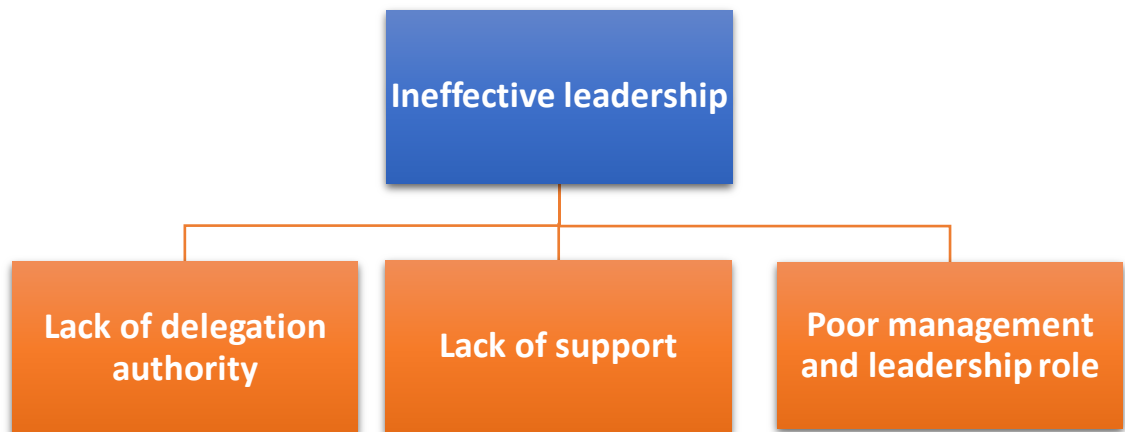 Ineffective leadership
Lack of delegation
authority
Lack of support
Poor management
and leadership role